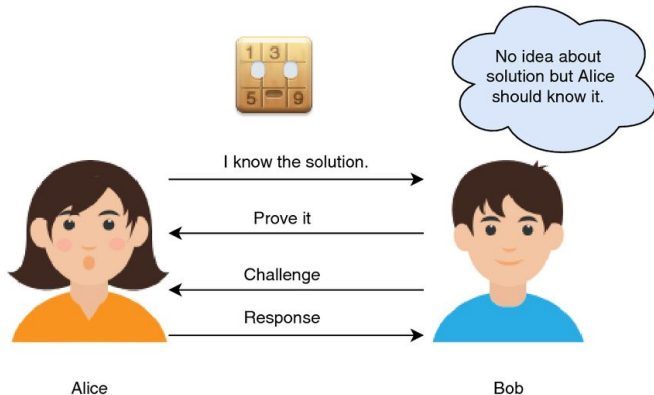 1 3
5 9
No idea about
solution but Alice
should know it.
I know the solution.
Prove it
Challenge
Response
Alice
Bob